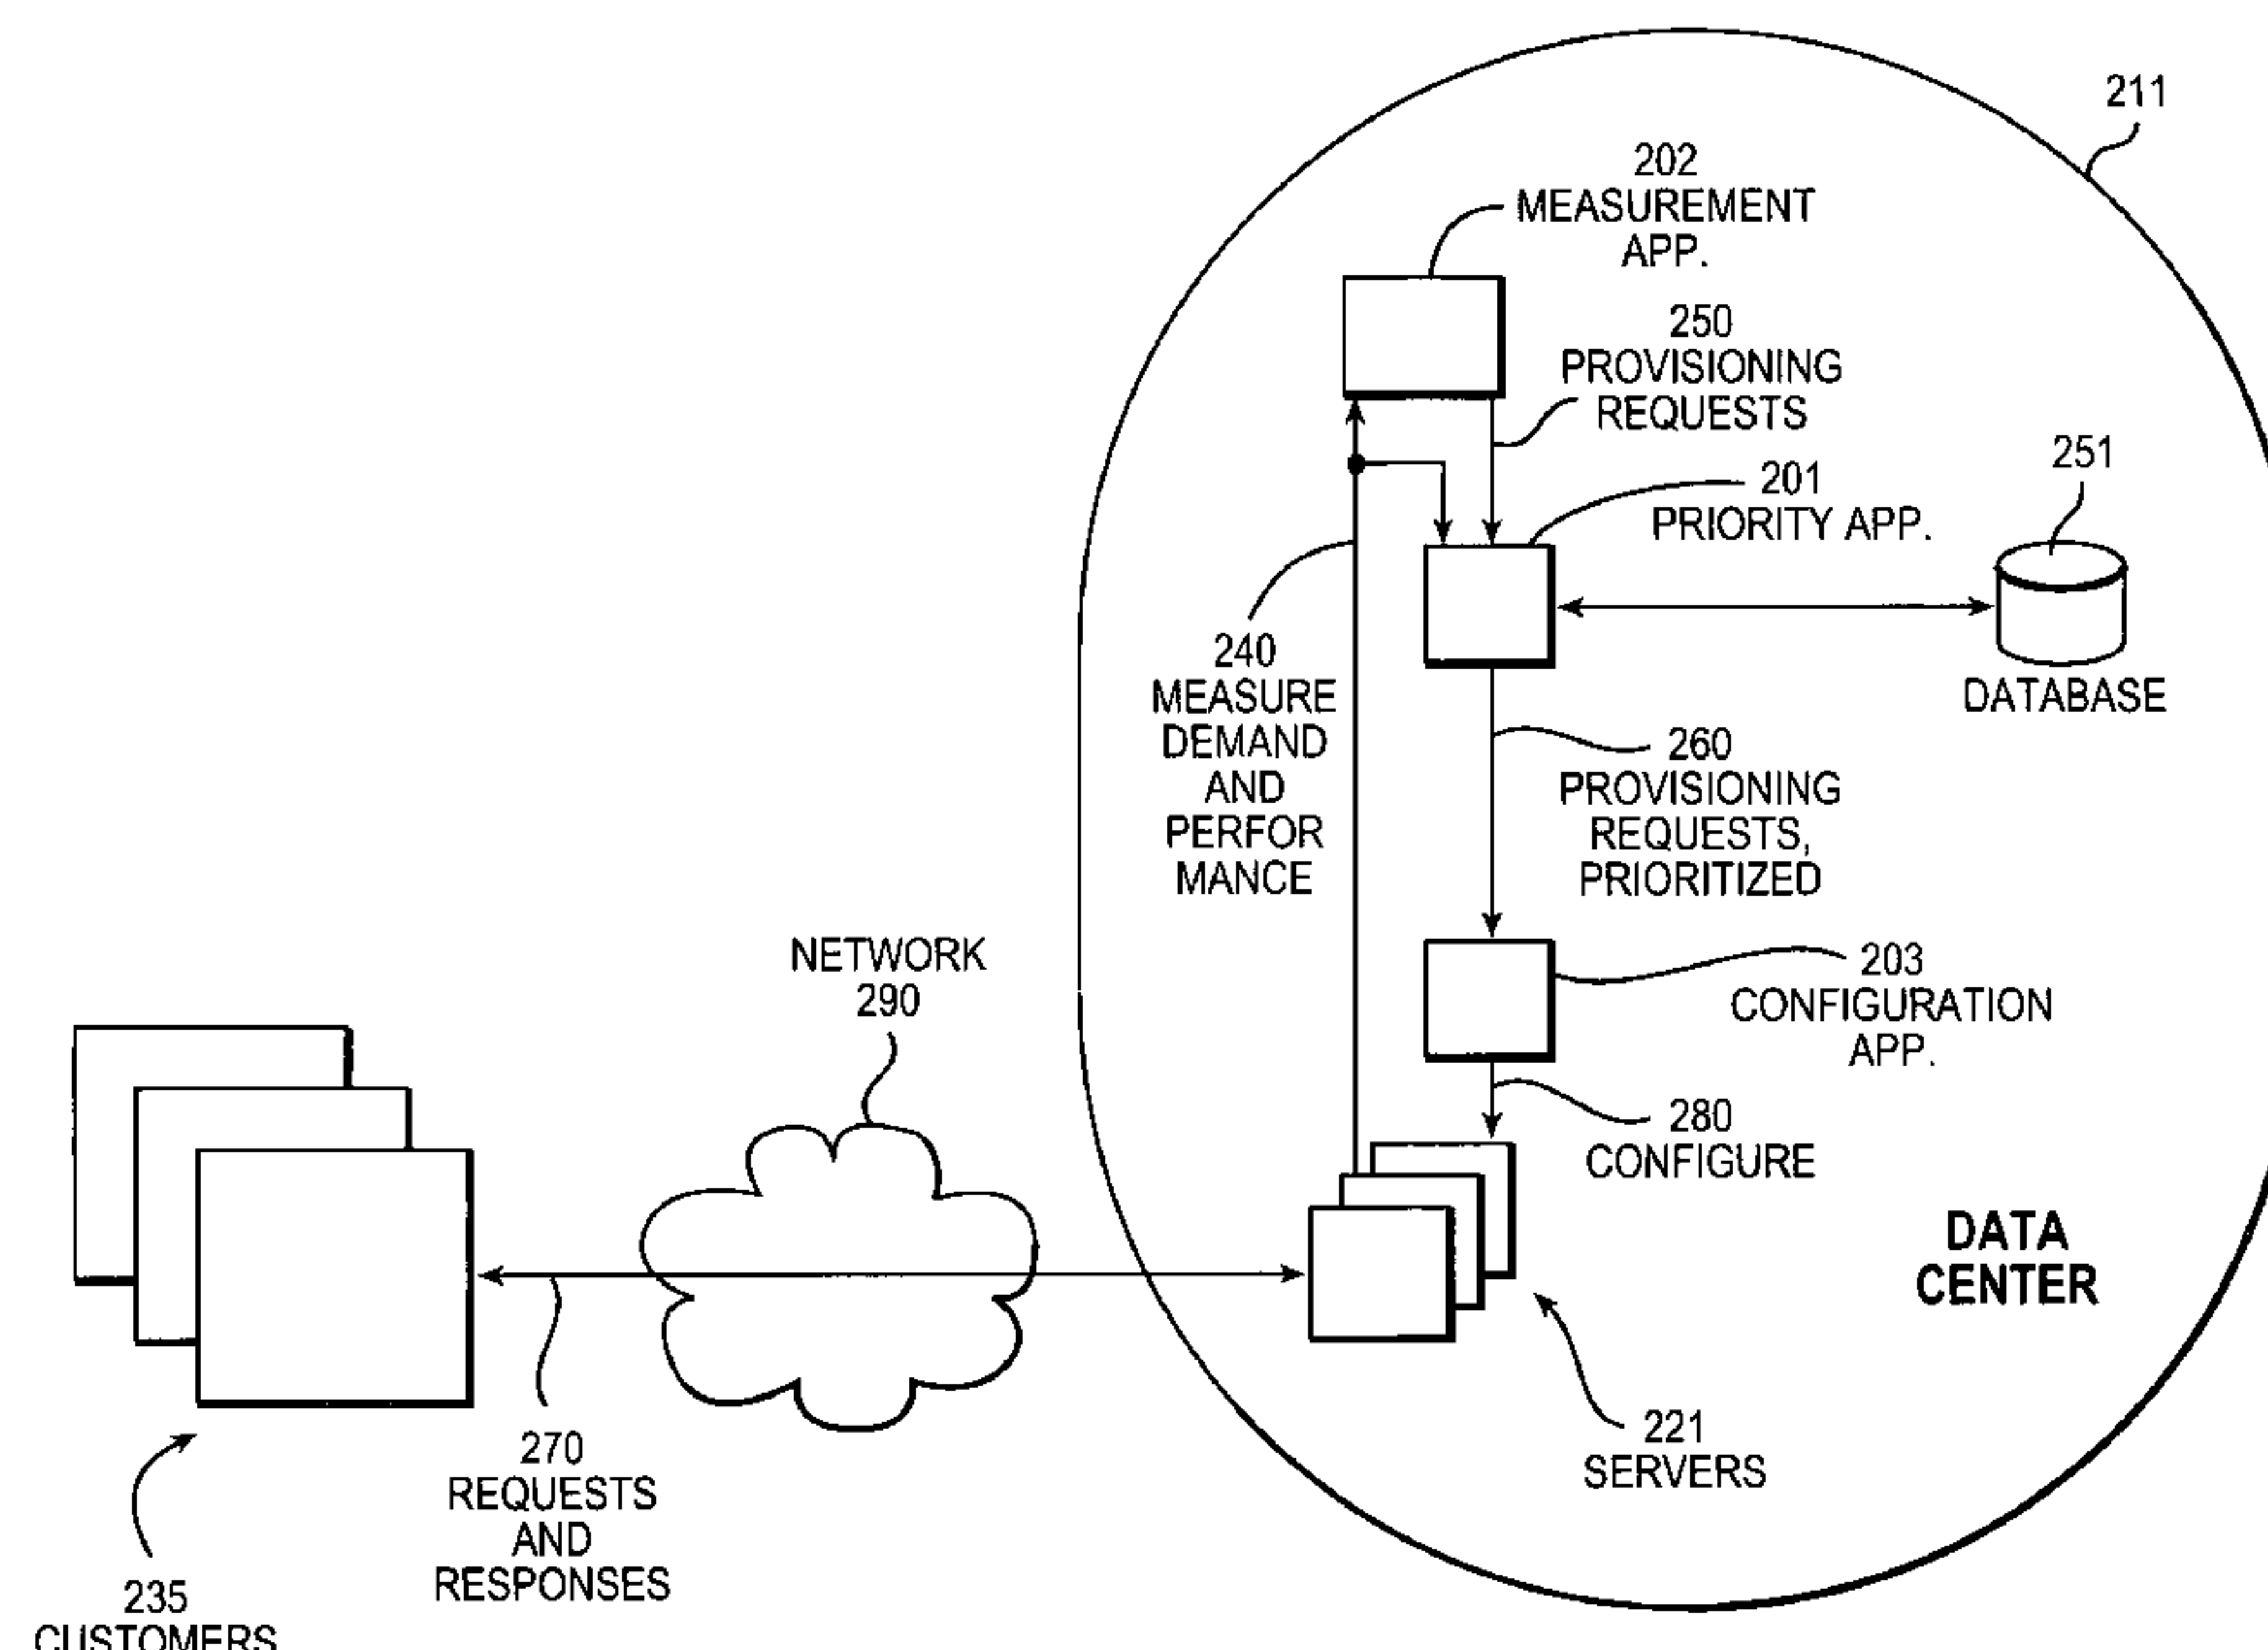 211
202
MEASUREMENT
APP.
250
PROVISIONING
REQUESTS
251
201
PRIORITY APP.
240
MEASURE
DEMAND
AND
PERFOR
MANCE
DATABASE
260
PROVISIONING
REQUESTS,
PRIORITIZED
NETWORK
290
203
CONFIGURATION
APP.
280
CONFIGURE
DATA
CENTER
221
SERVERS
270
REQUESTS
AND
RESPONSES
235
CUSTOMERS